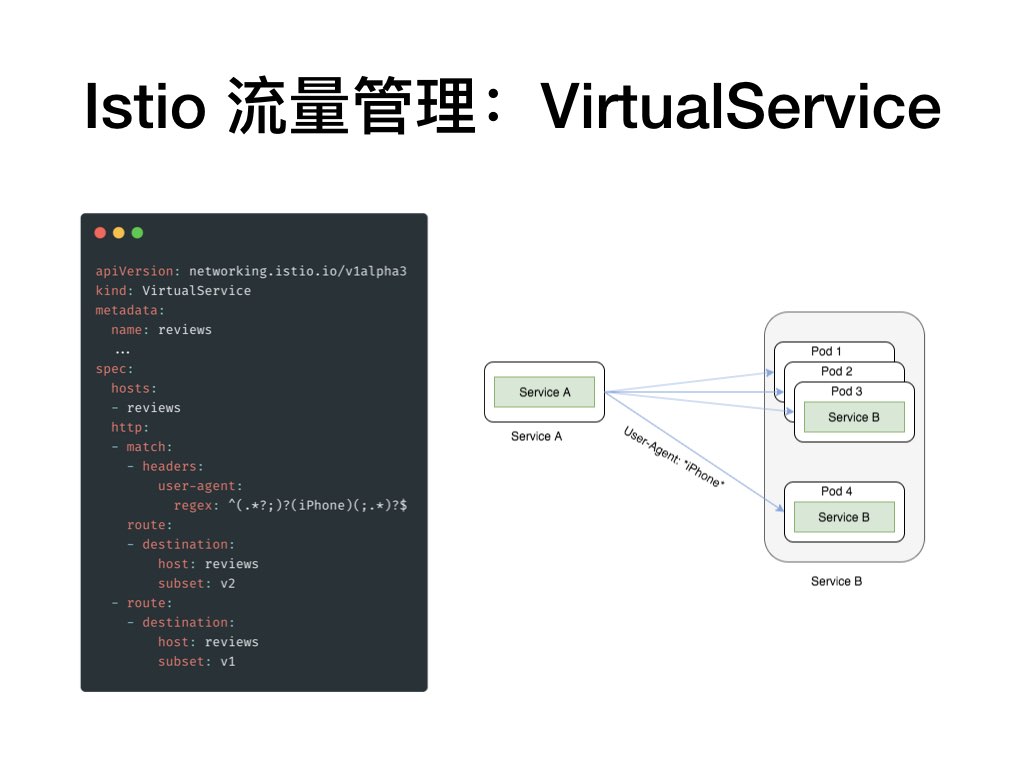 Istio 流量管理：VirtualService
apiVersion: networking.istio.io/v1alpha3
kind: VirtualService
metadata:
  name: reviews
  ...
spec:
  hosts:
  - reviews
  http:
  - match:
    - headers:
        user-agent:
          regex: ^(.*?;)?(iPhone)(;.*)?$
    route:
    - destination:
        host: reviews
        subset: v2
  - route:
    - destination:
        host: reviews
        subset: v1
Service A
Service A
User-Agent: *iPhone*
Pod 1
Pod 2
Pod 3
Service B
Pod 4
Service B
Service B